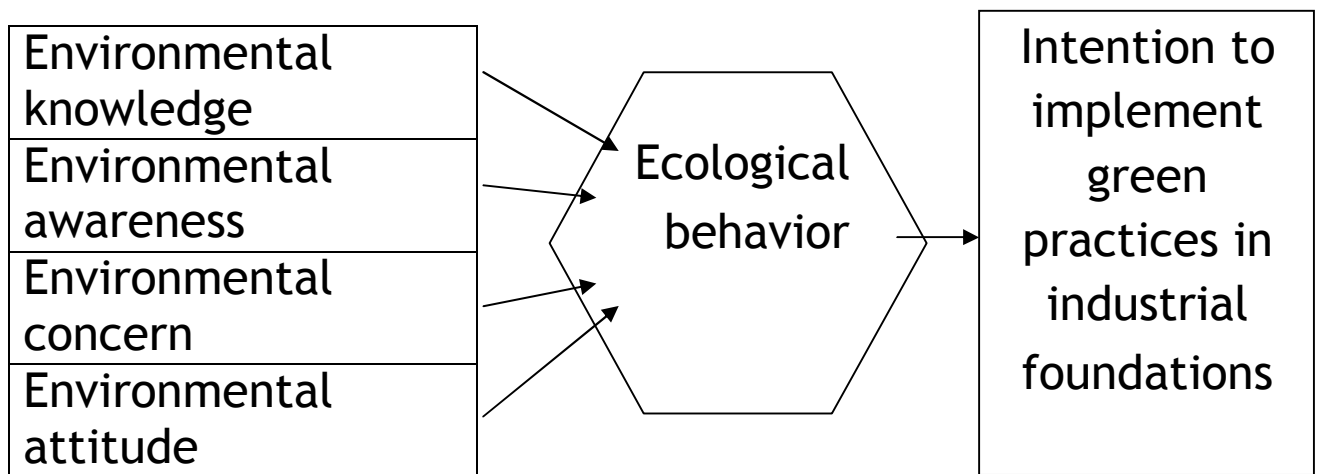 Environmental
knowledge
Environmental
awareness
Environmental
concern
Environmental
attitude
Ecological
behavior
Intention to
implement
green
practices in
industrial
foundations